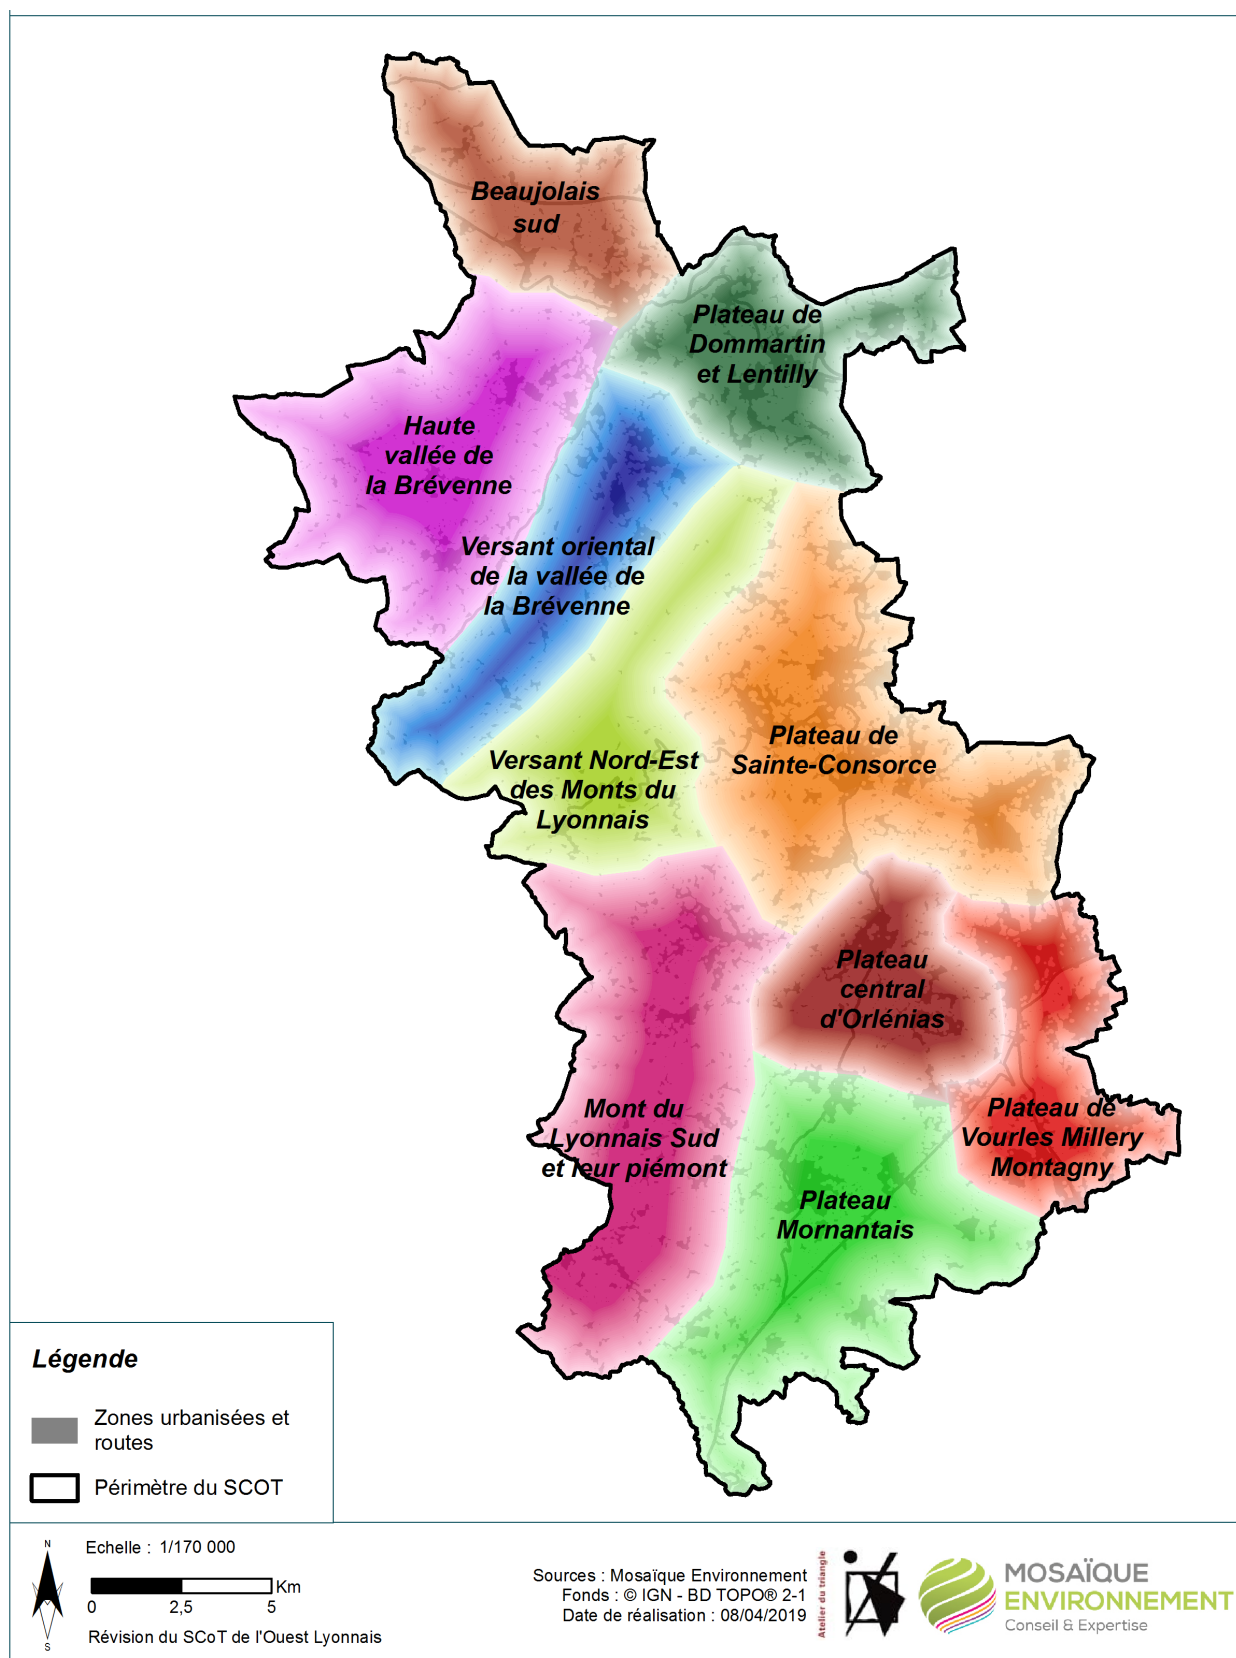 Beaujolais
sud
Plateau de
Dommartin
et Lentilly
Haute
vallée de
la Brévenne
Versant oriental
de la vallée de
la Brévenne
Versant Nord-Est
des Monts du
Lyonnais
Plateau de
Sainte-Consorce
Plateau
central
d'Orlénias
Mont du
Lyonnais Sud
et leur piémont
Plateau de
Vourles Millery
Montagny
Plateau
Mornantais
Légende
Zones urbanisées et
routes
Périmètre du SCOT
N
S
Echelle : 1/170 000
Km
0 2,5 5
Révision du SCoT de l'Ouest Lyonnais
Sources : Mosaïque Environnement
Fonds : © IGN - BD TOPO® 2-1
Date de réalisation : 08/04/2019
Atelier du triangle
MOSAÏQUE
ENVIRONNEMENT
Conseil & Expertise